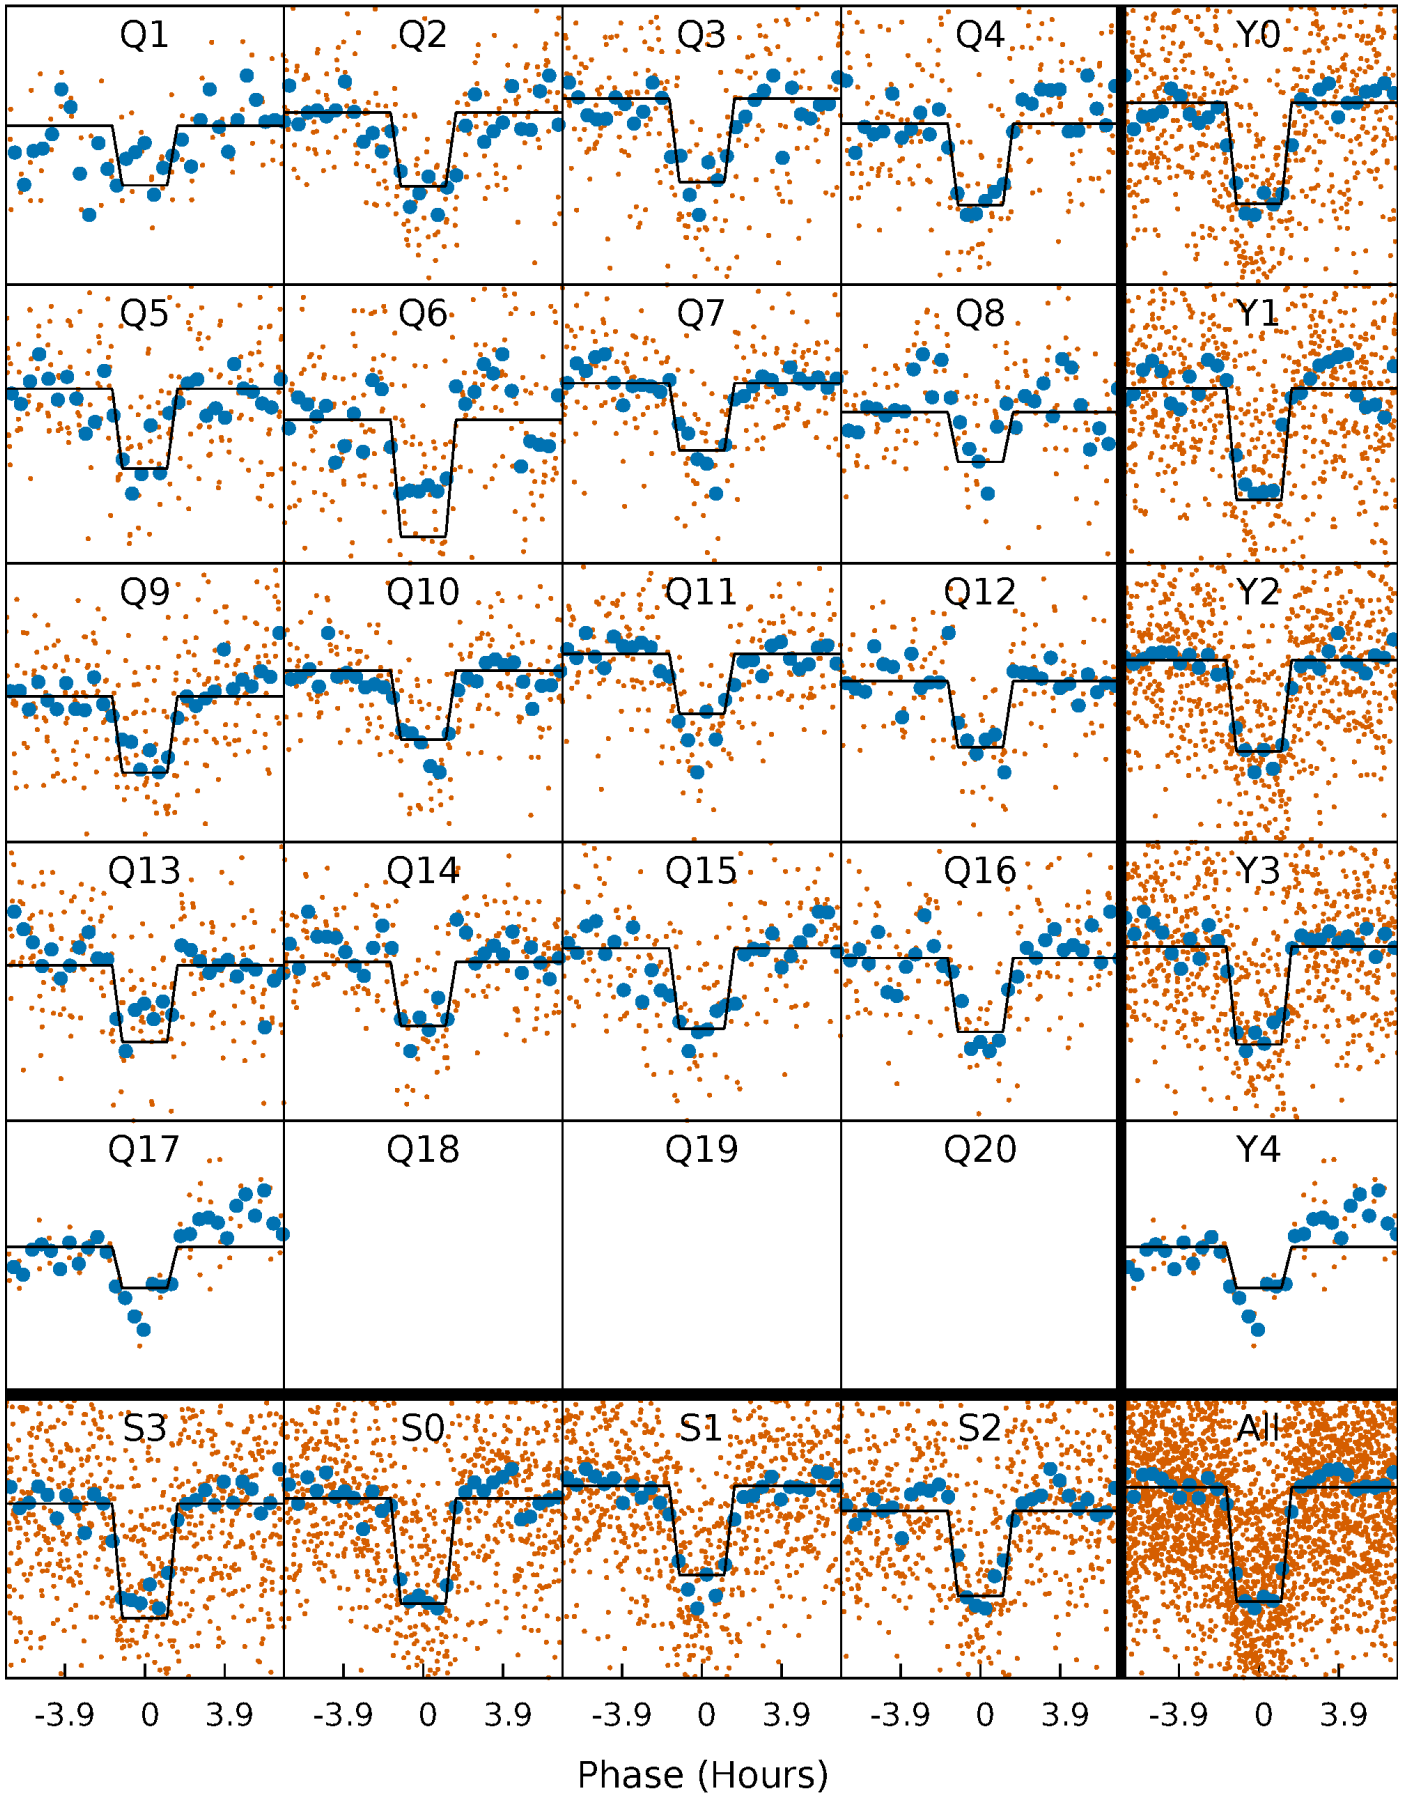 Q1 Q2 Q3 Q4 Y0
Q5 Q6 Q7 Q8 Y1
Q9 Q10 Q11 Q12 Y2
Q13 Q14 Q15 Q16 Y3
Q17 Q18 Q19 Q20 Y4
S3 S0 S1 S2 All
-3.9 0 3.9 -3.9 0 3.9 -3.9 0 3.9 -3.9 0 3.9 -3.9 0 3.9
Phase (Hours)